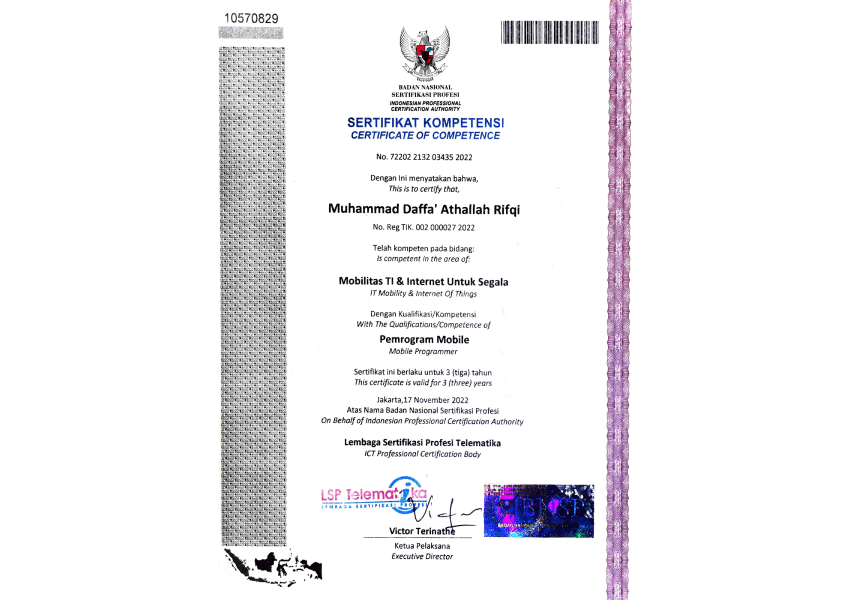 10570829
BADAN NASIONAL
SERTIFIKASI PROFESI
INDONESIAN PROFESSIONAL
CERTIFICATION AUTHORITY
SERTIFIKAT KOMPETENSI
CERTIFICATE OF COMPETENCE
No. 72202 2132 03435 2022
Dengan Ini menyatakan bahwa,
This is to certify that,
Muhammad Daffa' Athallah Rifqi
No. Reg TIK. 002 000027 2022
Telah kompeten pada bidang:
Is competent in the area of:
Mobilitas TI & Internet Untuk Segala
IT Mobility & Internet Of Things
Dengan Kualifikasi/Kompetensi
With The Qualifications/Competence of
Pemrogram Mobile
Mobile Programmer
Sertifikat ini berlaku untuk 3 (tiga) tahun
This certificate is valid for 3 (three) years
Jakarta,17 November 2022
Atas Nama Badan Nasional Sertifikasi Profesi
On Behalf of Indonesian Professional Certification Authority
Lembaga Sertifikasi Profesi Telematika
ICT Professional Certification Body
LSP Telematika
LEMBAGA SERTIFIKASI PROFESI
BNSP
Victor Terinathe
Ketua Pelaksana
Executive Director